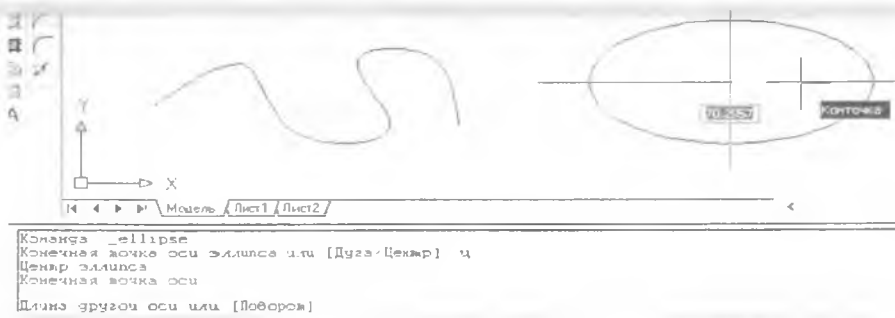 A
Y
70.2657
Конточка
X
Модель Лист1 Лист2
Команда _ellipse
Конечная точка оси эллипса или [Дуга/Центр] ц
Центр эллипса
Конечная точка оси
Длина другой оси или [Поворот]